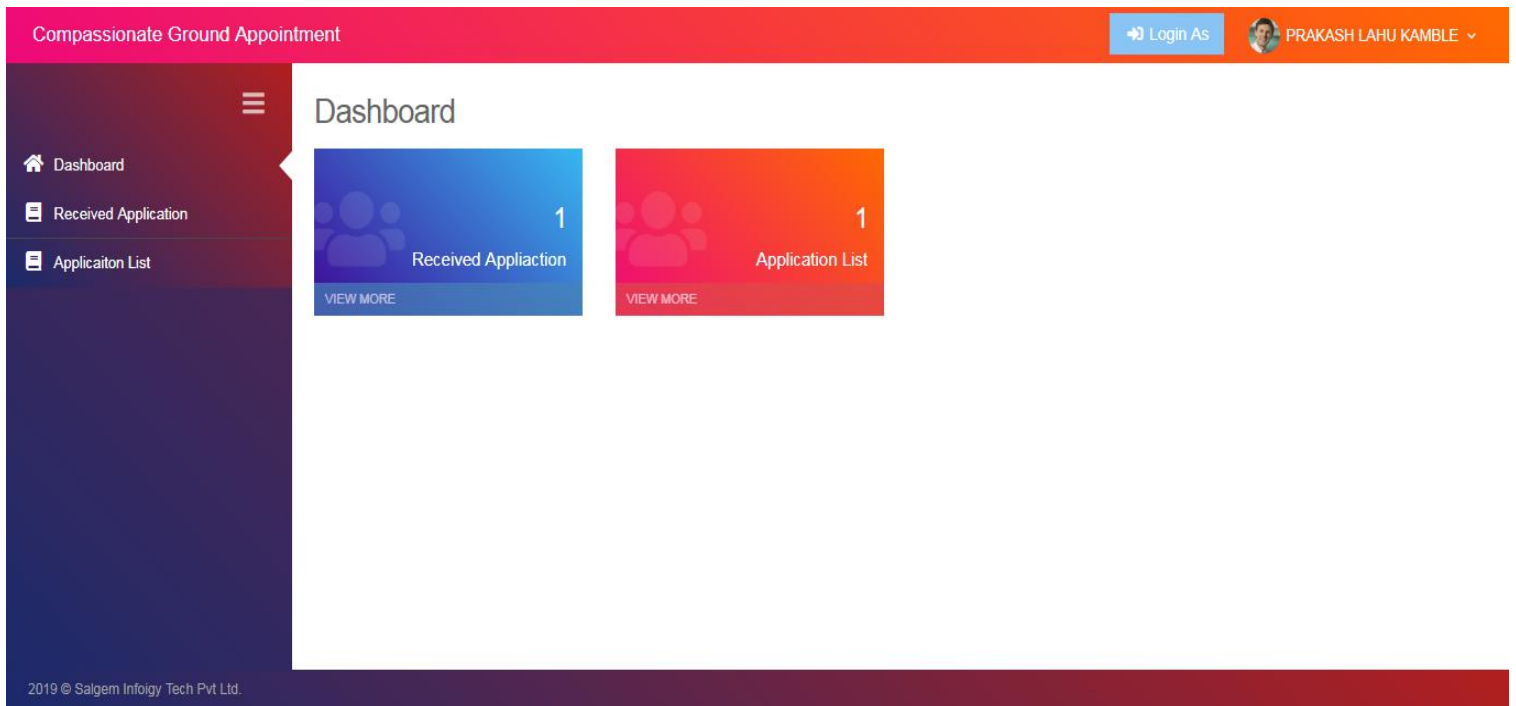 Compassionate Ground Appointment
Login As
PRAKASH LAHU KAMBLE
Dashboard
Received Application
Applicaiton List
Dashboard
1
Received Appliaction
VIEW MORE
1
Application List
VIEW MORE
2019 © Salgem Infoigy Tech Pvt Ltd.